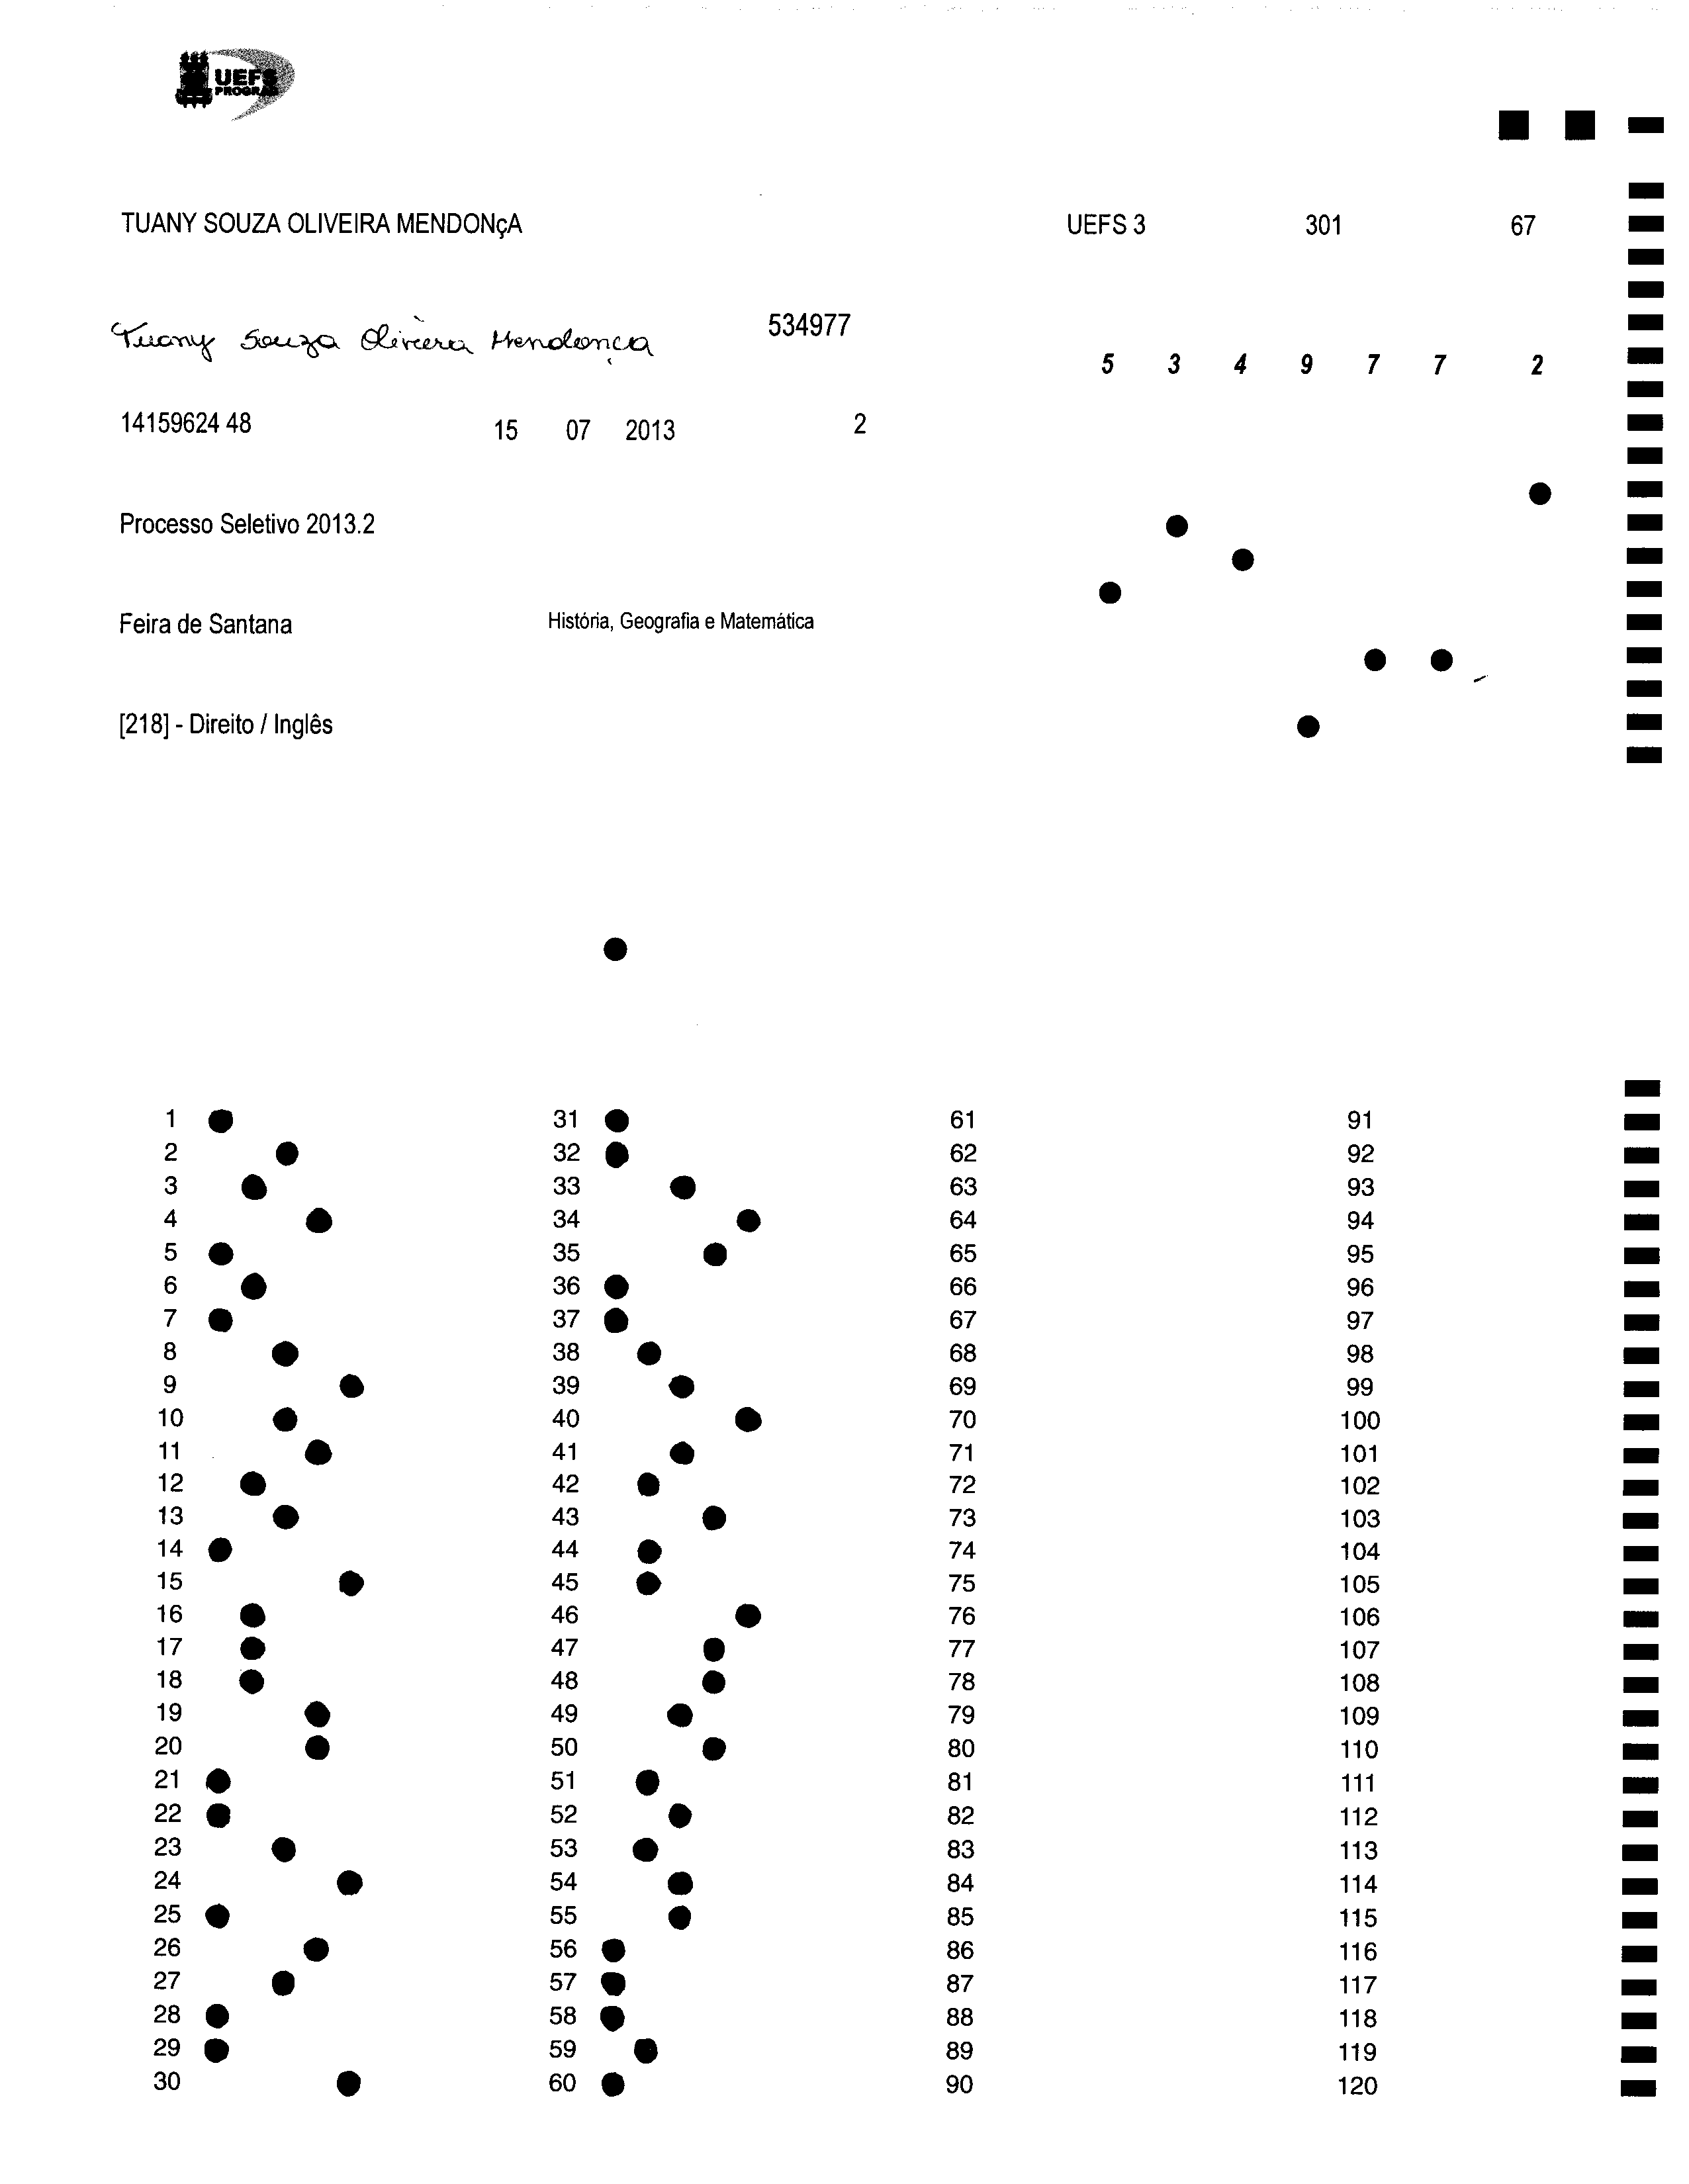 UEFS
PROGRAD
TUANY SOUZA OLIVEIRA MENDONçA UEFS 3 301 67
Tuany Souza Oliveira Mendonça 534977
5 3 4 9 7 7 2
14159624 48 15 07 2013 2
Processo Seletivo 2013.2
Feira de Santana História, Geografia e Matemática
[218] - Direito / Inglês
1 31 61 91
2 32 62 92
3 33 63 93
4 34 64 94
5 35 65 95
6 36 66 96
7 37 67 97
8 38 68 98
9 39 69 99
10 40 70 100
11 41 71 101
12 42 72 102
13 43 73 103
14 44 74 104
15 45 75 105
16 46 76 106
17 47 77 107
18 48 78 108
19 49 79 109
20 50 80 110
21 51 81 111
22 52 82 112
23 53 83 113
24 54 84 114
25 55 85 115
26 56 86 116
27 57 87 117
28 58 88 118
29 59 89 119
30 60 90 120